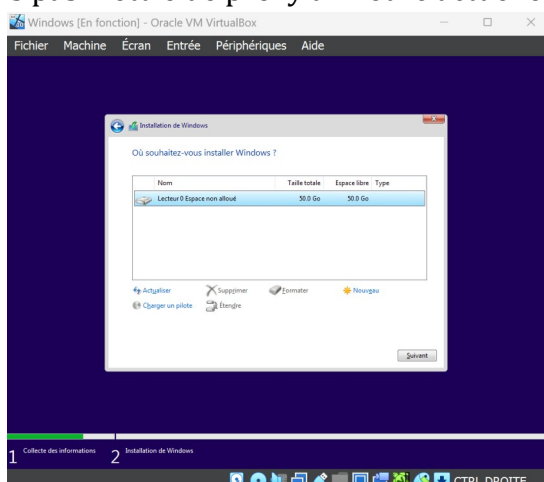 Windows [En fonction] - Oracle VM VirtualBox
Fichier Machine Écran Entrée Périphériques Aide
Installation de Windows
Où souhaitez-vous installer Windows ?
Nom Taille totale Espace libre Type
Lecteur 0 Espace non alloué 50.0 Go 50.0 Go
Actualiser Supprimer Formater Nouveau
Charger un pilote Étendre
Suivant
1 Collecte des informations 2 Installation de Windows
CTRL DROITE